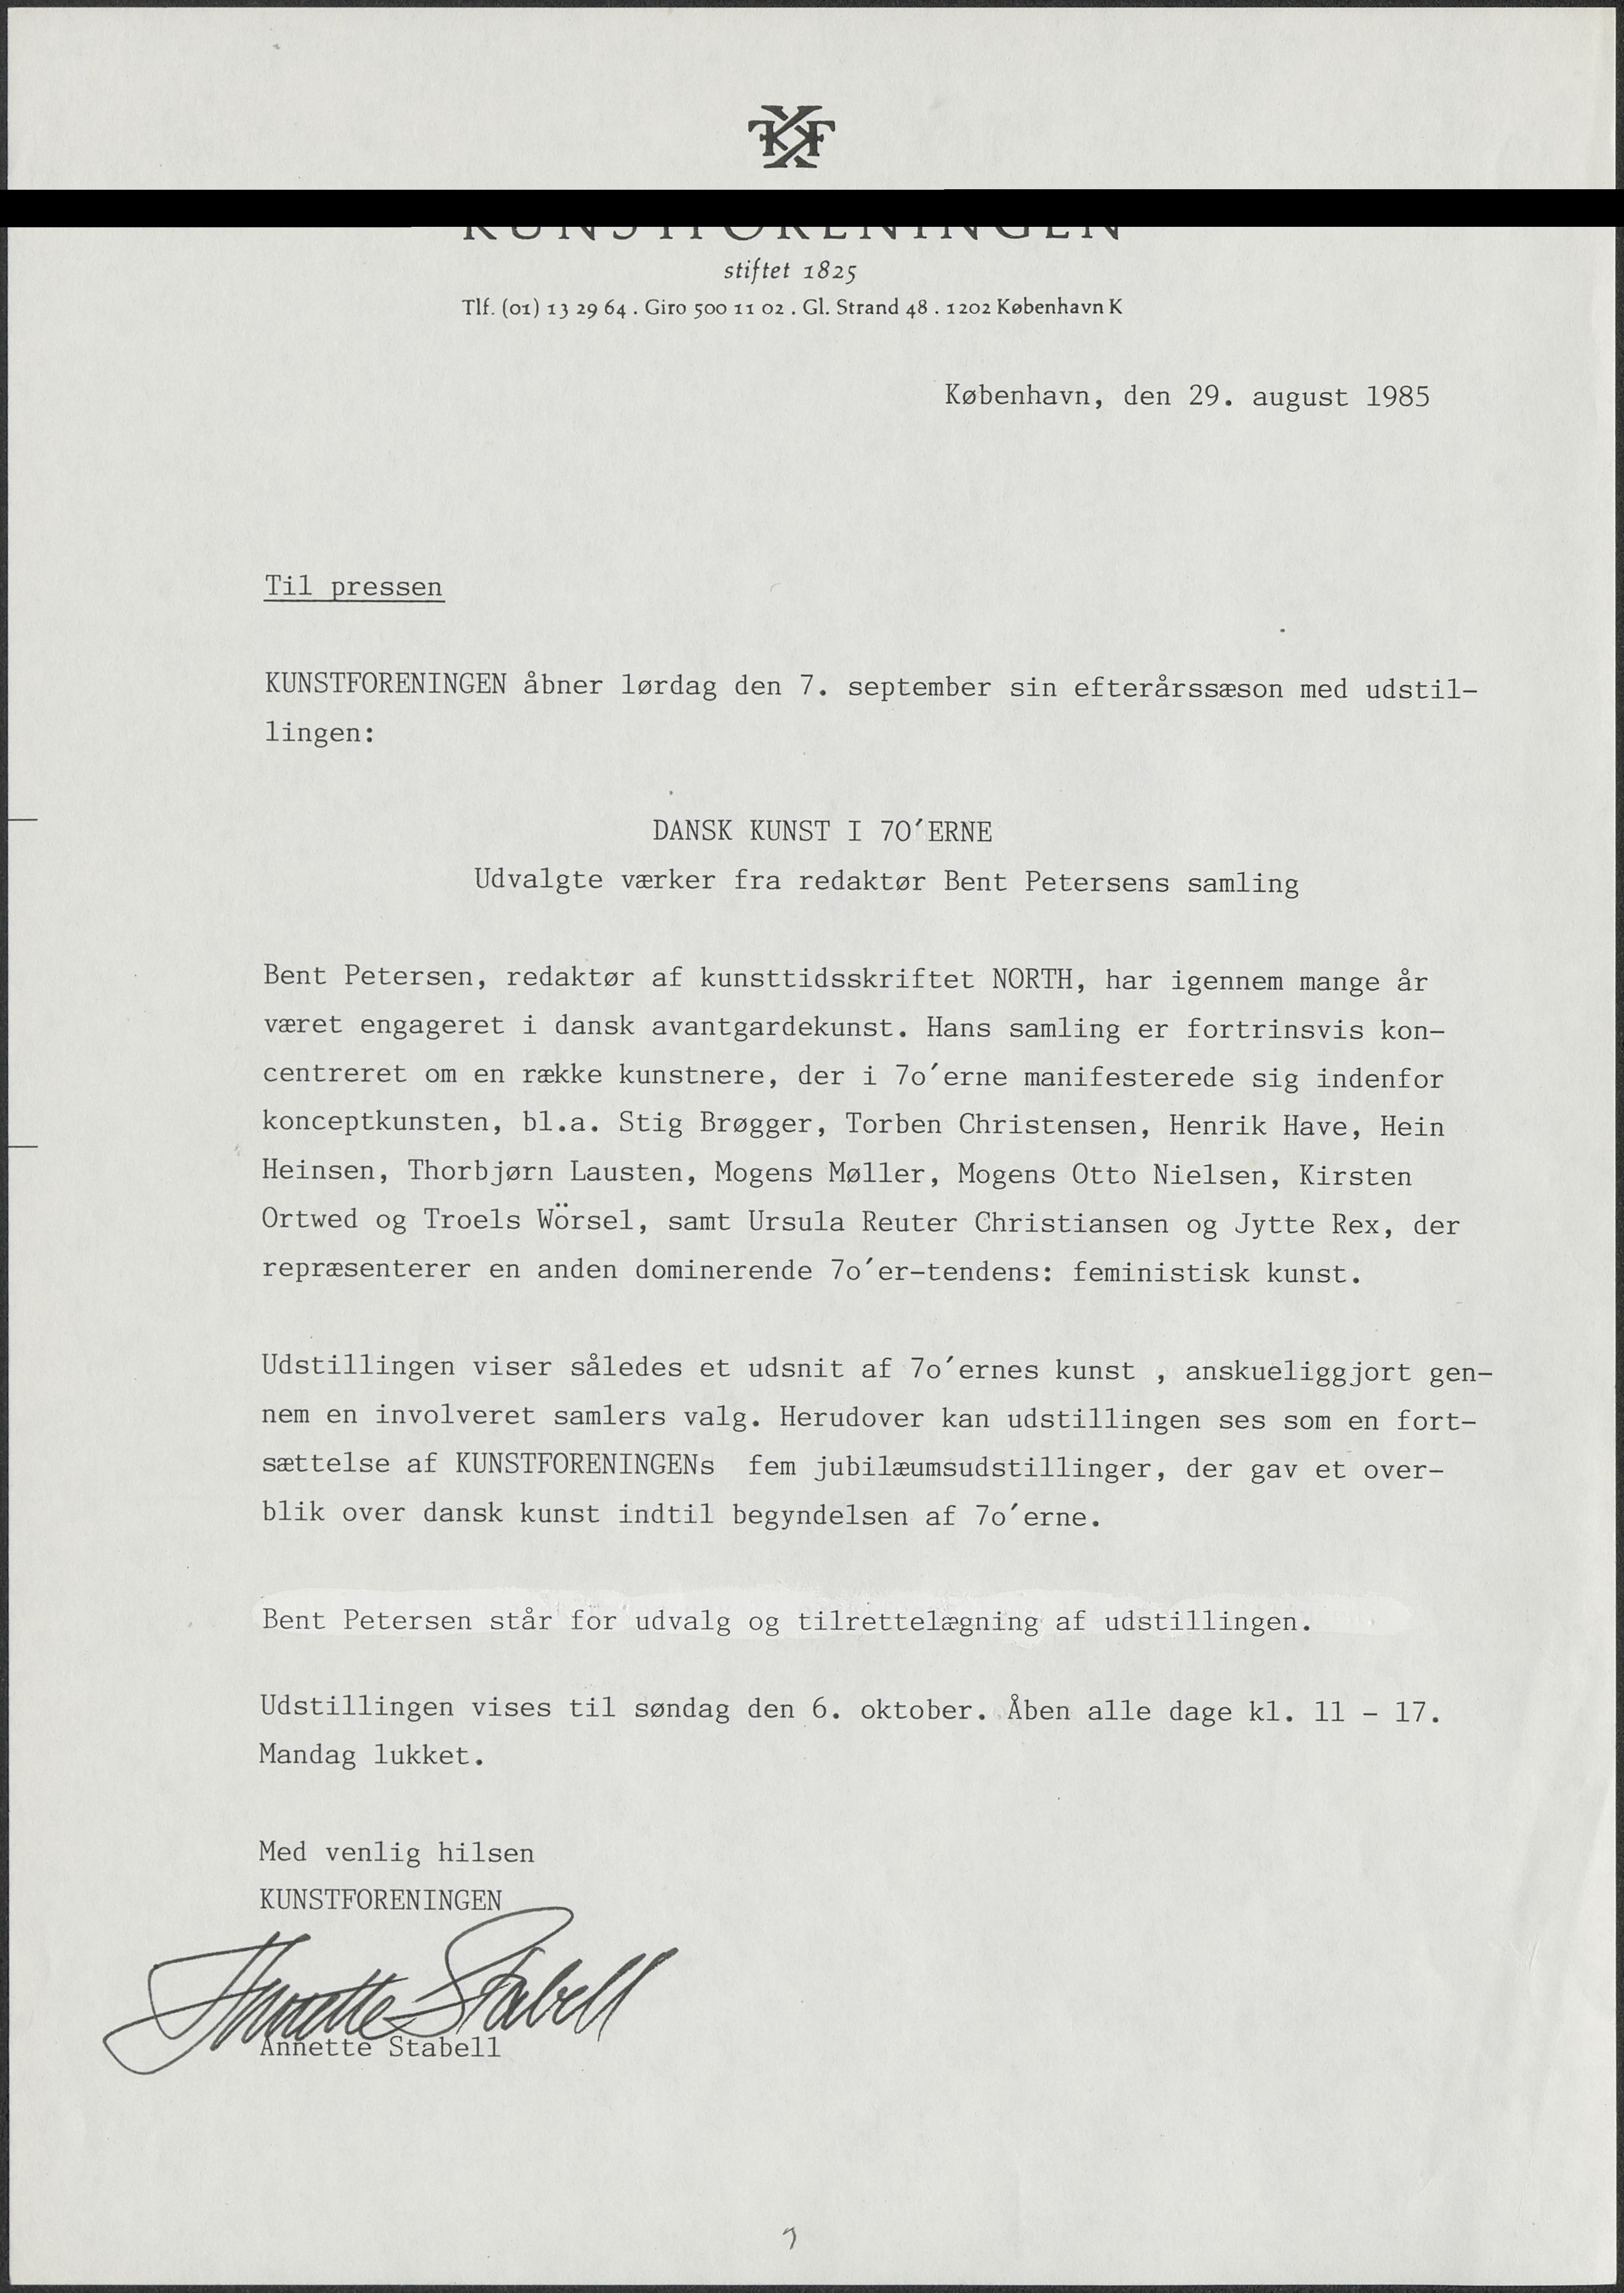 KUNSTFORENINGEN
stiftet 1825
Tlf. (01) 13 29 64 . Giro 500 11 02 . Gl. Strand 48 . 1202 København K
København, den 29. august 1985
Til pressen
KUNSTFORENINGEN åbner lørdag den 7. september sin efterårssæson med udstil-
lingen:
DANSK KUNST I 70´ERNE
Udvalgte værker fra redaktør Bent Petersens samling
Bent Petersen, redaktør af kunsttidsskriftet NORTH, har igennem mange år
været engageret i dansk avantgardekunst. Hans samling er fortrinsvis kon-
centreret om en række kunstnere, der i 7o´erne manifesterede sig indenfor
konceptkunsten, bl.a. Stig Brøgger, Torben Christensen, Henrik Have, Hein
Heinsen, Thorbjørn Lausten, Mogens Møller, Mogens Otto Nielsen, Kirsten
Ortwed og Troels Wörsel, samt Ursula Reuter Christiansen og Jytte Rex, der
repræsenterer en anden dominerende 7o´er-tendens: feministisk kunst.
Udstillingen viser således et udsnit af 7o´ernes kunst , anskueliggjort gen-
nem en involveret samlers valg. Herudover kan udstillingen ses som en fort-
sættelse af KUNSTFORENINGENs  fem jubilæumsudstillinger, der gav et over-
blik over dansk kunst indtil begyndelsen af 7o´erne.
Bent Petersen står for udvalg og tilrettelægning af udstillingen.
Udstillingen vises til søndag den 6. oktober. Åben alle dage kl. 11 - 17.
Mandag lukket.
Med venlig hilsen
KUNSTFORENINGEN
Annette Stabell
Annette Stabell